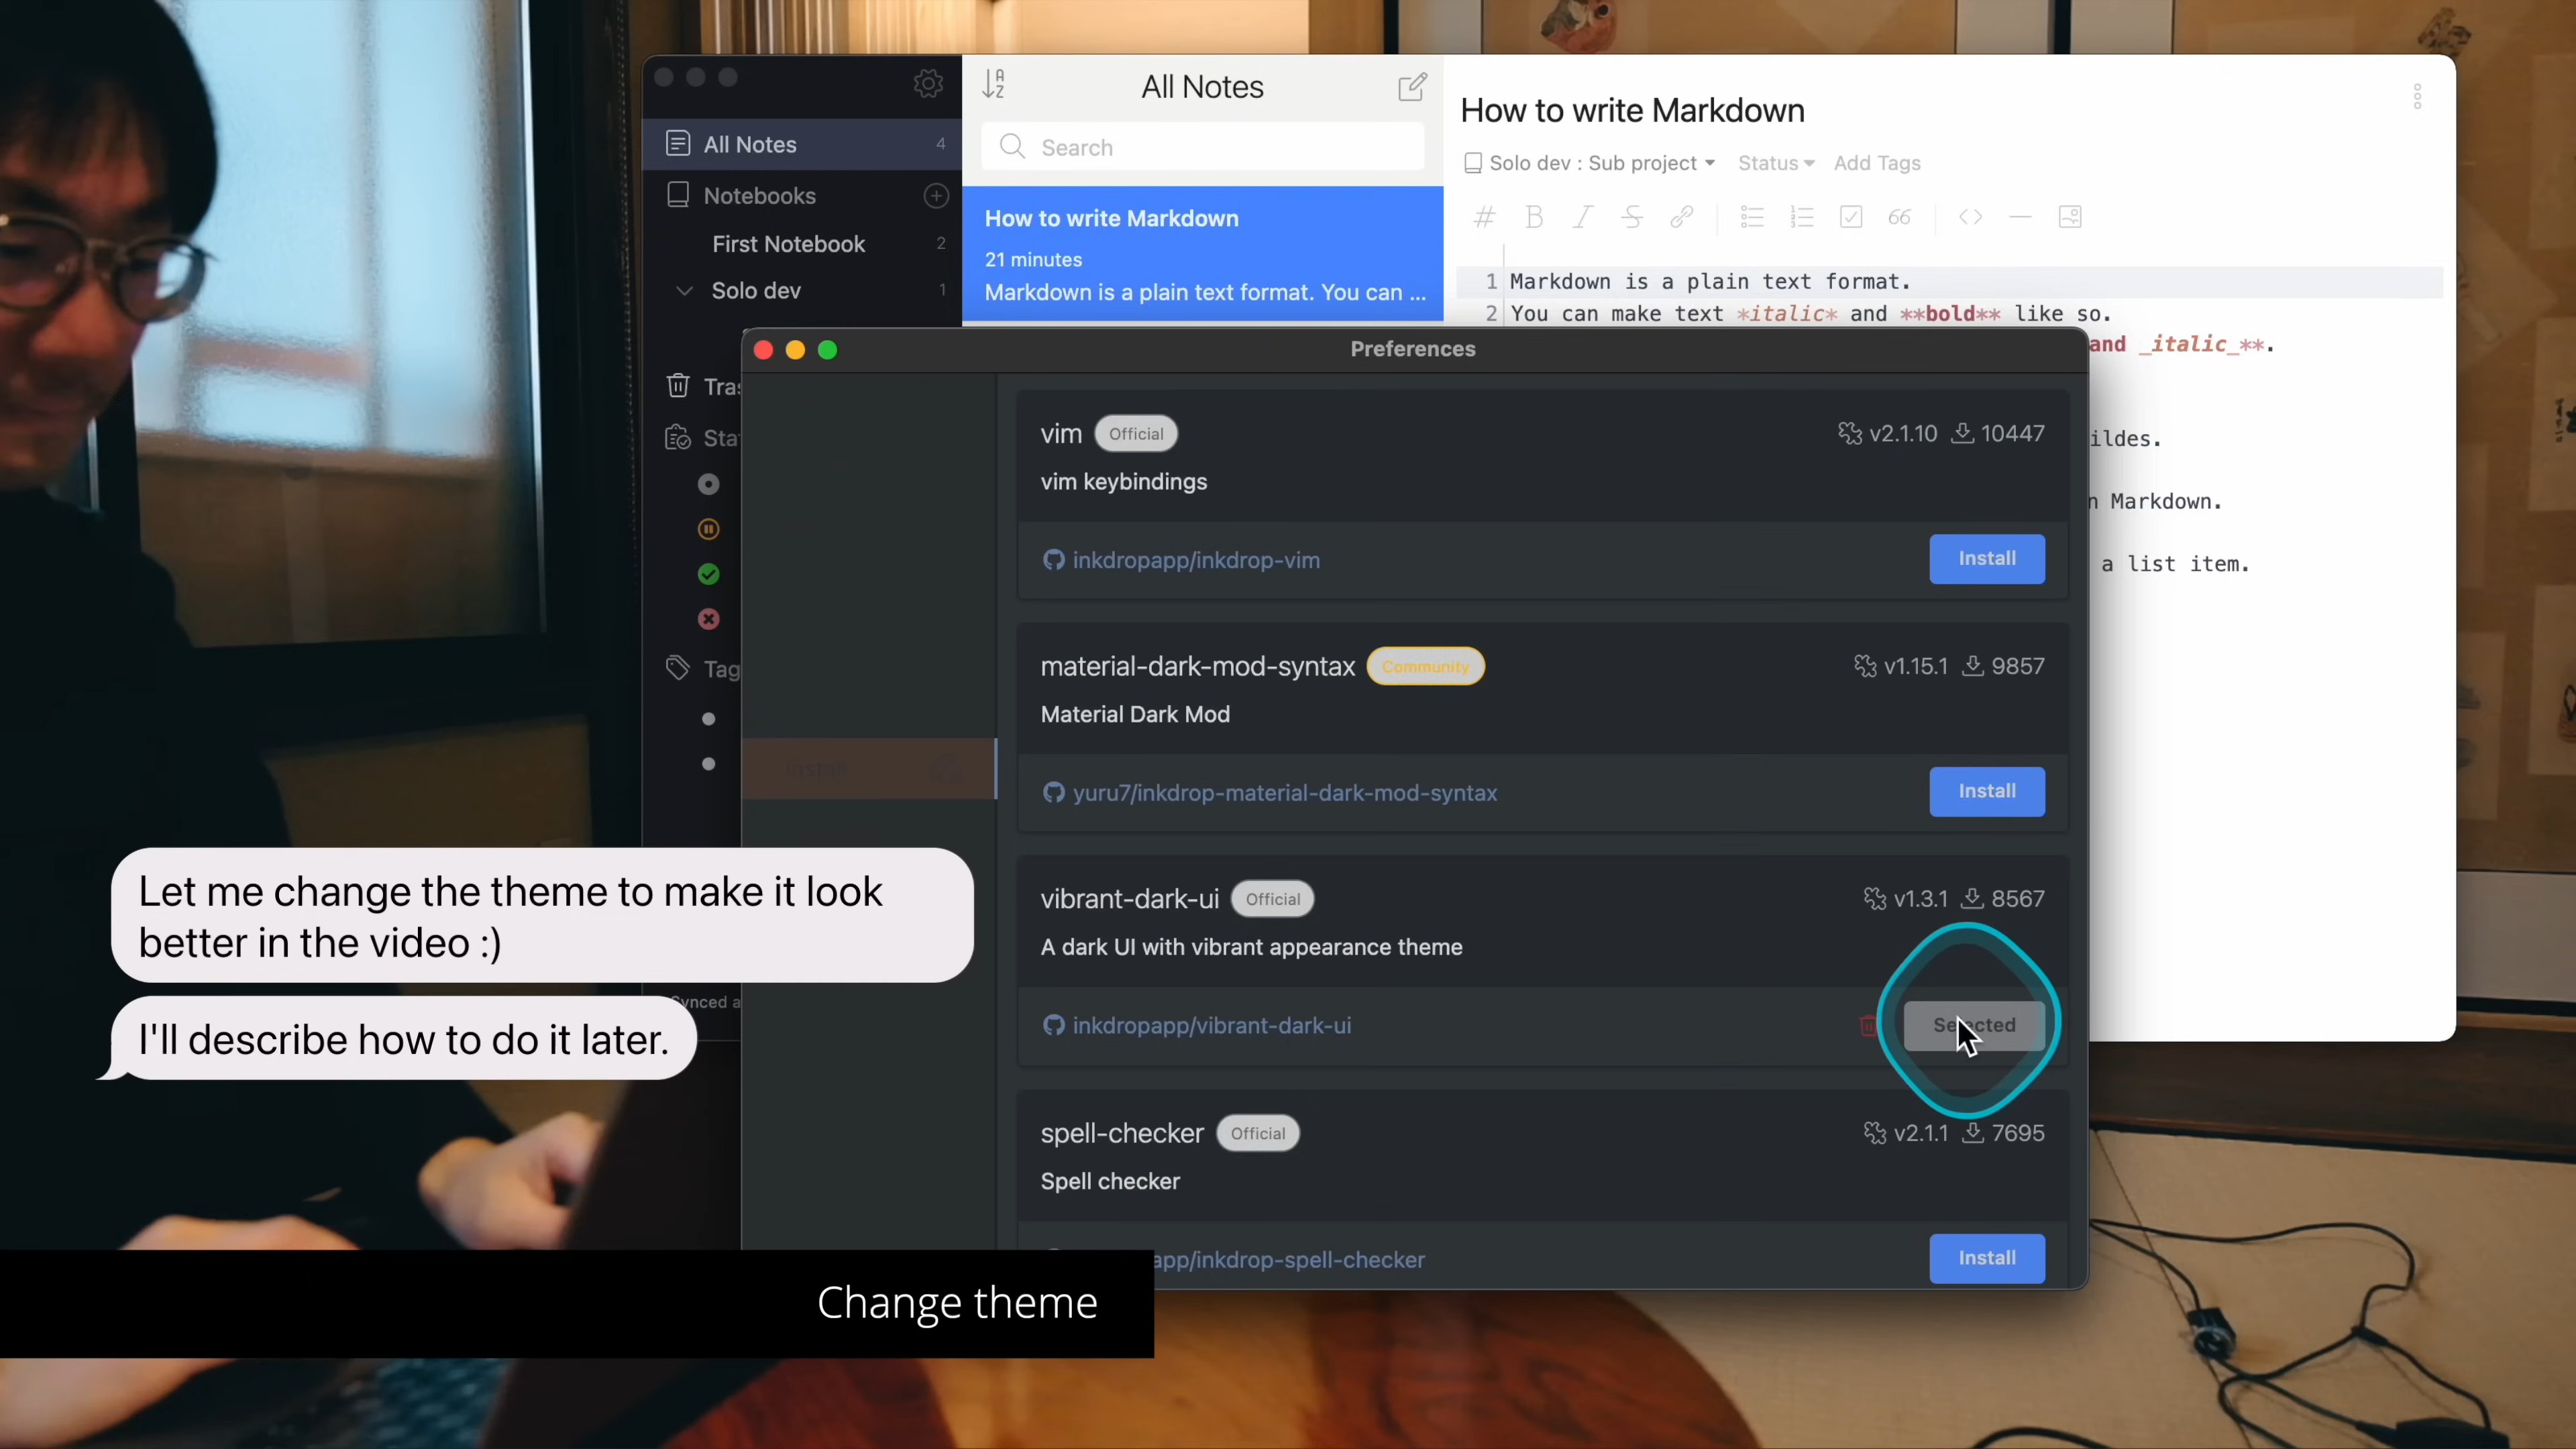 All Notes
4
Notebooks
First Notebook
2
Solo dev
1
All Notes
Search
How to write Markdown
21 minutes
Markdown is a plain text format. You can ...
How to write Markdown
Solo dev : Sub project
Status
Add Tags
1 Markdown is a plain text format.
2 You can make text *italic* and **bold** like so.
and _italic_**.
ildes.
n Markdown.
a list item.
Preferences
vim Official
v2.1.10 10447
vim keybindings
inkdropapp/inkdrop-vim
Install
material-dark-mod-syntax Community
v1.15.1 9857
Material Dark Mod
yuru7/inkdrop-material-dark-mod-syntax
Install
vibrant-dark-ui Official
v1.3.1 8567
A dark UI with vibrant appearance theme
inkdropapp/vibrant-dark-ui
Selected
spell-checker Official
v2.1.1 7695
Spell checker
app/inkdrop-spell-checker
Install
Let me change the theme to make it look
better in the video :)
I'll describe how to do it later.
Change theme